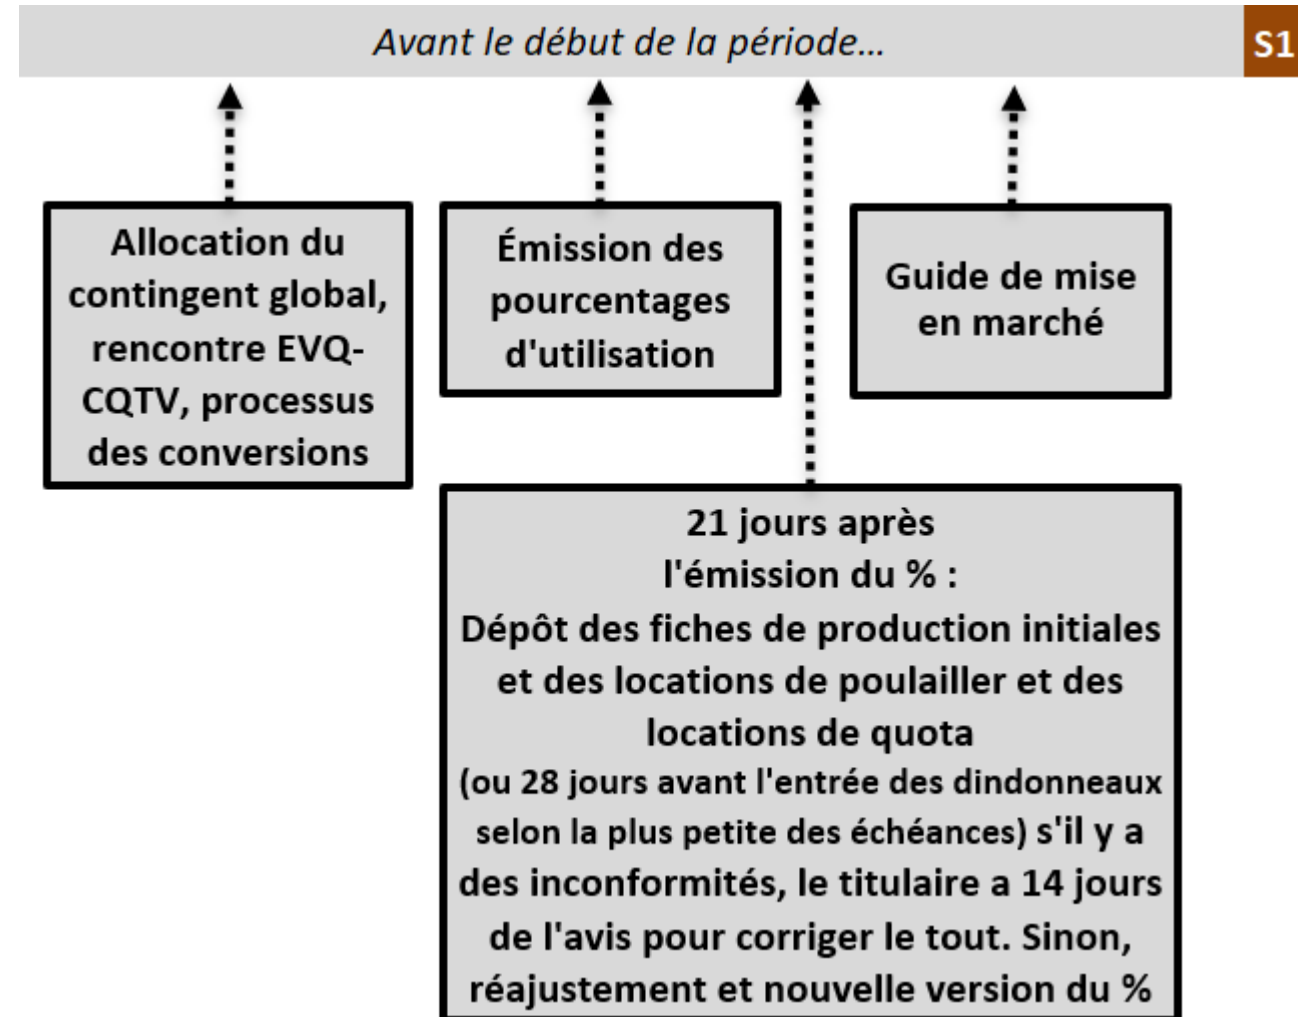 Avant le début de la période...
S1
Allocation du
contingent global,
rencontre EVQ-
CQTV, processus
des conversions
Émission des
pourcentages
d'utilisation
Guide de mise
en marché
21 jours après
l'émission du % :
Dépôt des fiches de production initiales
et des locations de poulailler et des
locations de quota
(ou 28 jours avant l'entrée des dindonneaux
selon la plus petite des échéances) s'il y a
des inconformités, le titulaire a 14 jours
de l'avis pour corriger le tout. Sinon,
réajustement et nouvelle version du %